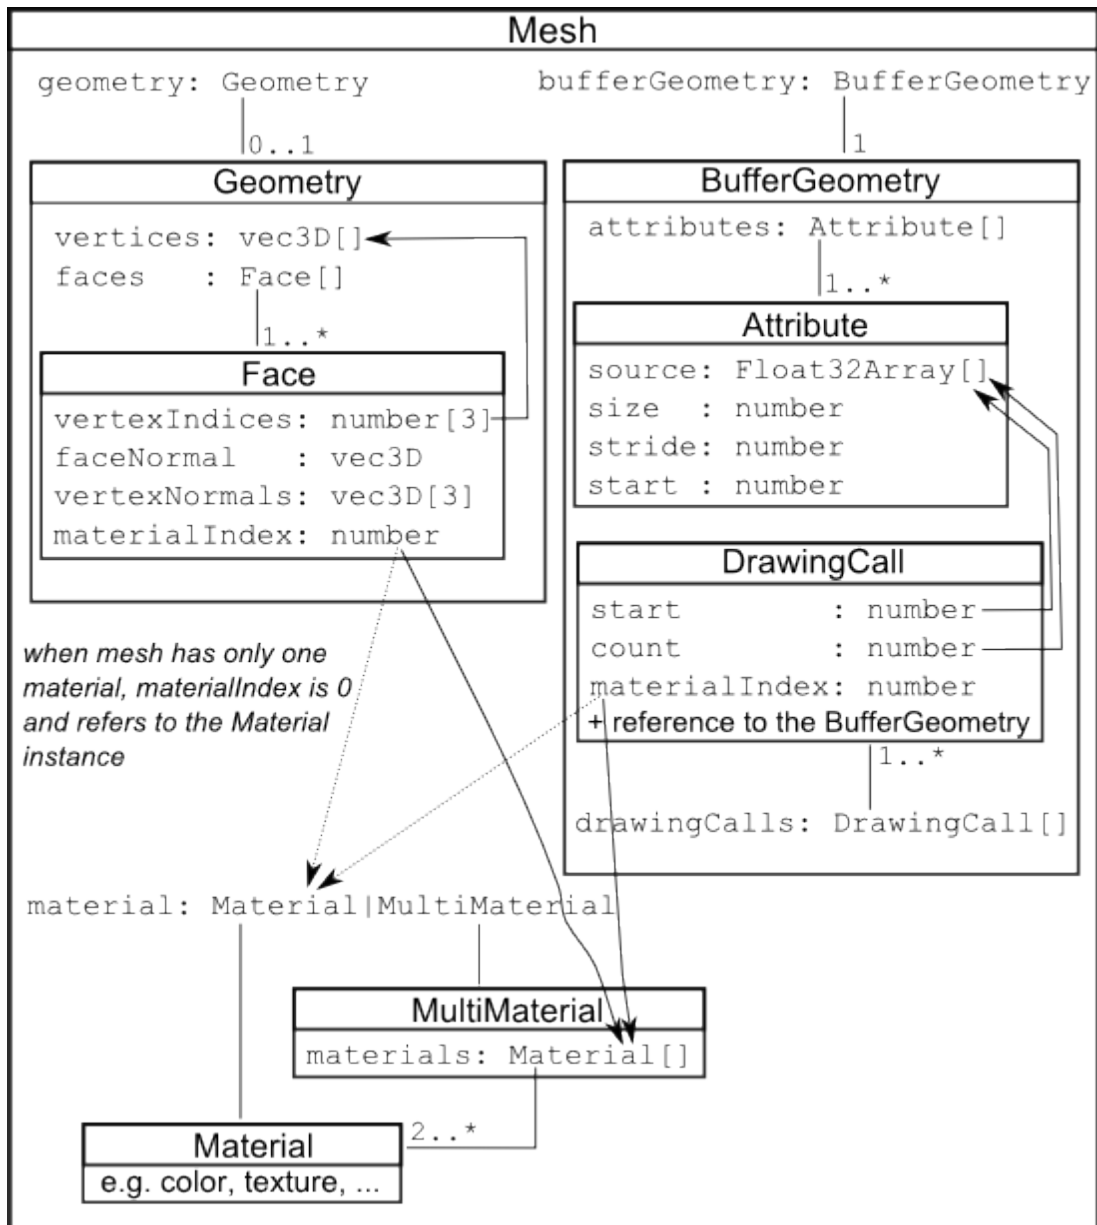 Mesh
geometry: Geometry
0..1
Geometry
vertices: vec3D[]
faces   : Face[]
1..*
Face
vertexIndices: number[3]
faceNormal   : vec3D
vertexNormals: vec3D[3]
materialIndex: number
when mesh has only one
material, materialIndex is 0
and refers to the Material
instance
bufferGeometry: BufferGeometry
1
BufferGeometry
attributes: Attribute[]
1..*
Attribute
source: Float32Array[]
size  : number
stride: number
start : number
DrawingCall
start         : number
count         : number
materialIndex: number
+ reference to the BufferGeometry
1..*
drawingCalls: DrawingCall[]
material: Material|MultiMaterial
MultiMaterial
materials: Material[]
2..*
Material
e.g. color, texture, ...